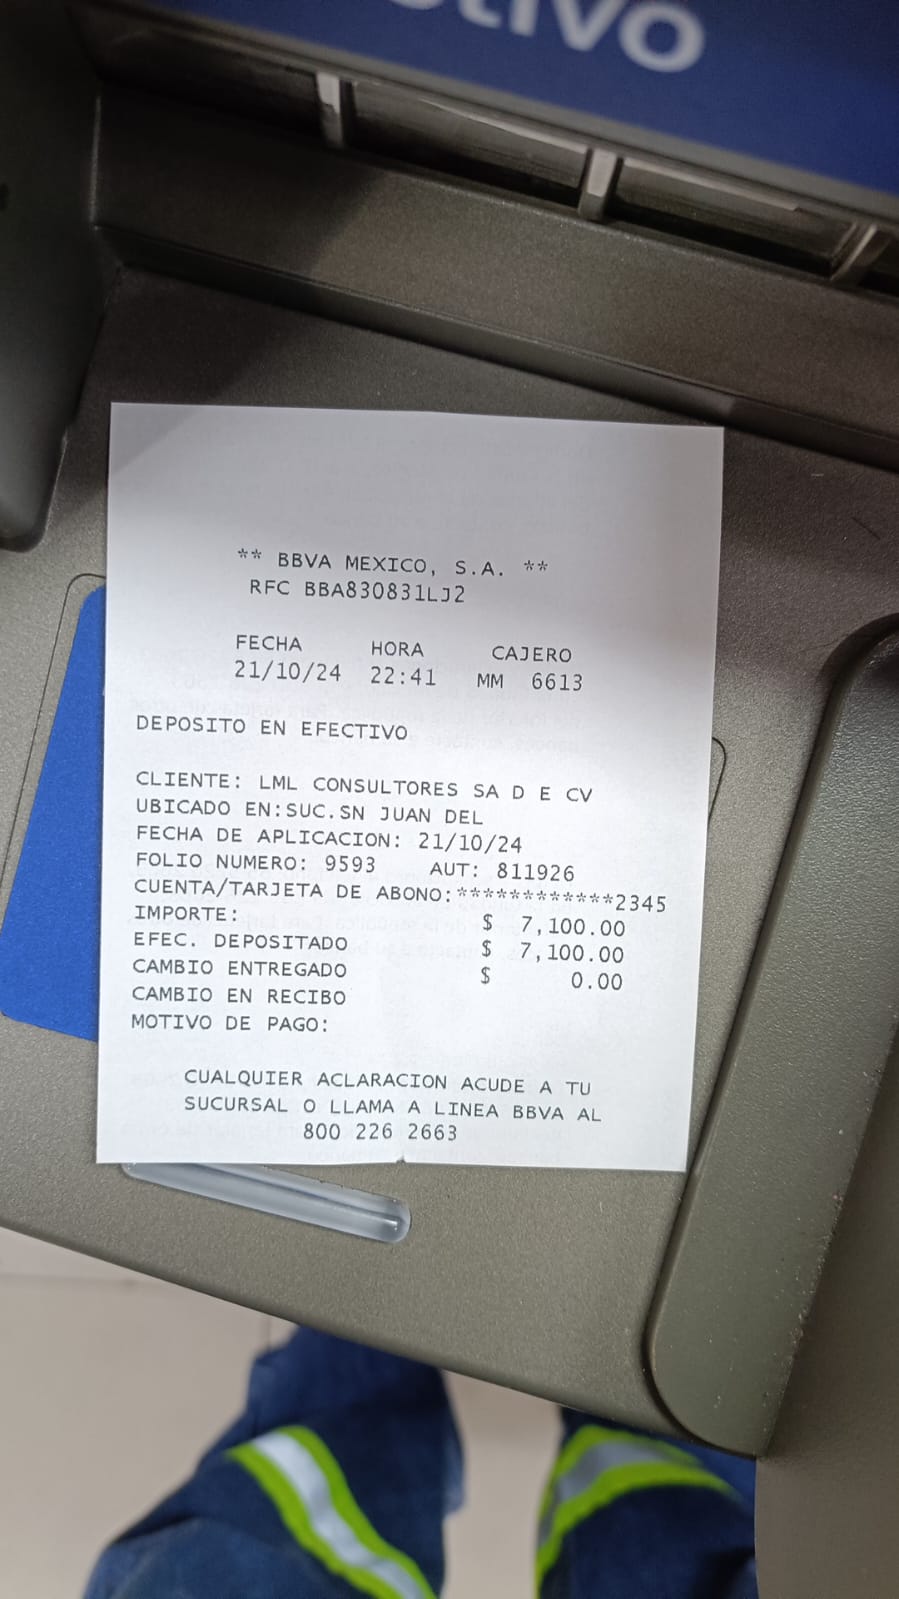 ** BBVA MEXICO, S.A. **
RFC BBA830831LJ2
FECHA HORA CAJERO
21/10/24 22:41 MM 6613
DEPOSITO EN EFECTIVO
CLIENTE: LML CONSULTORES SA D E CV
UBICADO EN:SUC.SN JUAN DEL
FECHA DE APLICACION: 21/10/24
FOLIO NUMERO: 9593 AUT: 811926
CUENTA/TARJETA DE ABONO:************2345
IMPORTE: $ 7,100.00
EFEC. DEPOSITADO $ 7,100.00
CAMBIO ENTREGADO $ 0.00
CAMBIO EN RECIBO
MOTIVO DE PAGO:
CUALQUIER ACLARACION ACUDE A TU
SUCURSAL O LLAMA A LINEA BBVA AL
800 226 2663